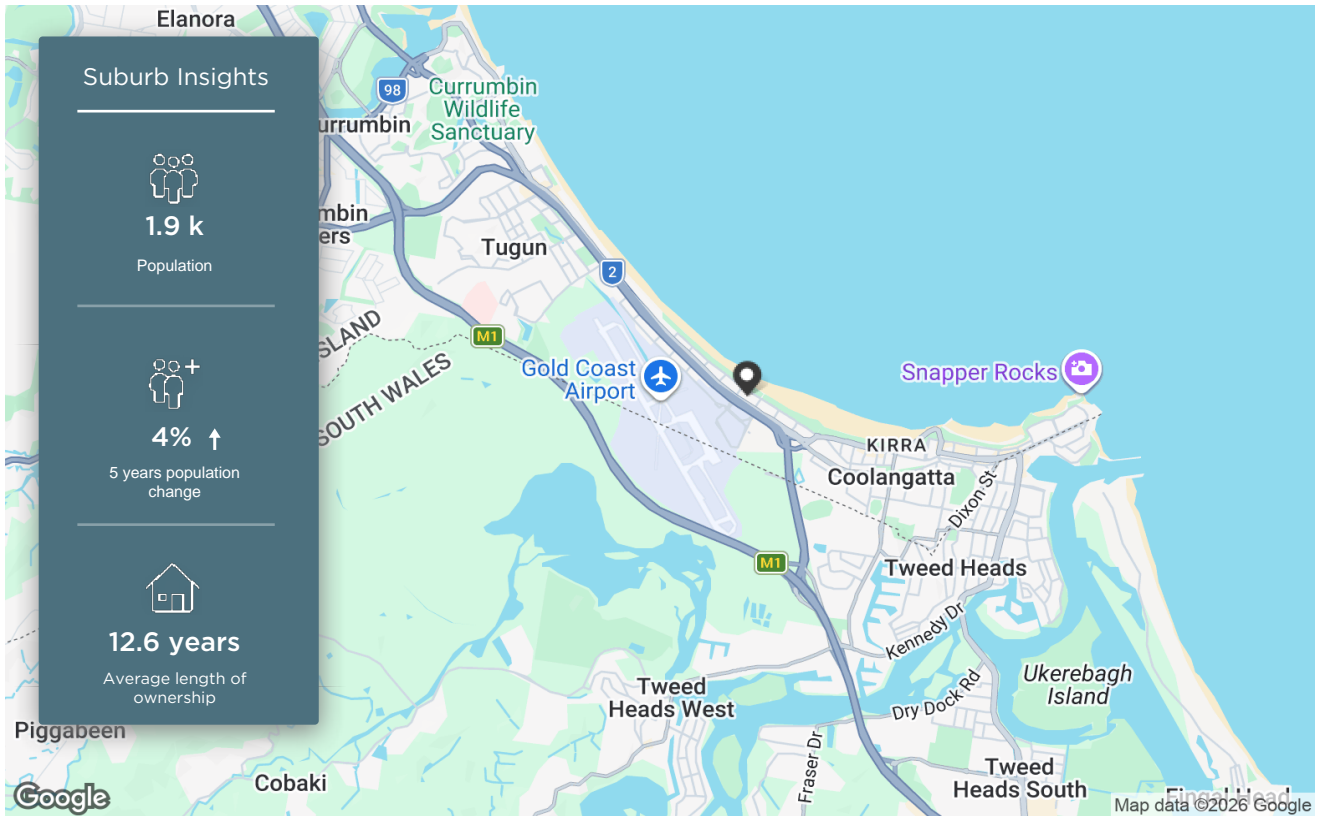 Elanora
Suburb Insights
1.9 k
Population
4%
5 years population
change
12.6 years
Average length of
ownership
98
Currumbin
Wildlife
Sanctuary
urrumbin
mbin
ers
Tugun
2
M1
SLAND
SOUTH WALES
Gold Coast
Airport
Snapper Rocks
KIRRA
Coolangatta
Dixon St
M1
Tweed Heads
Kennedy Dr
Ukerebagh
Island
Tweed
Heads West
Dry Dock Rd
Fraser Dr
Piggabeen
Cobaki
Tweed
Heads South
Fingal Head
Google
Map data ©2026 Google